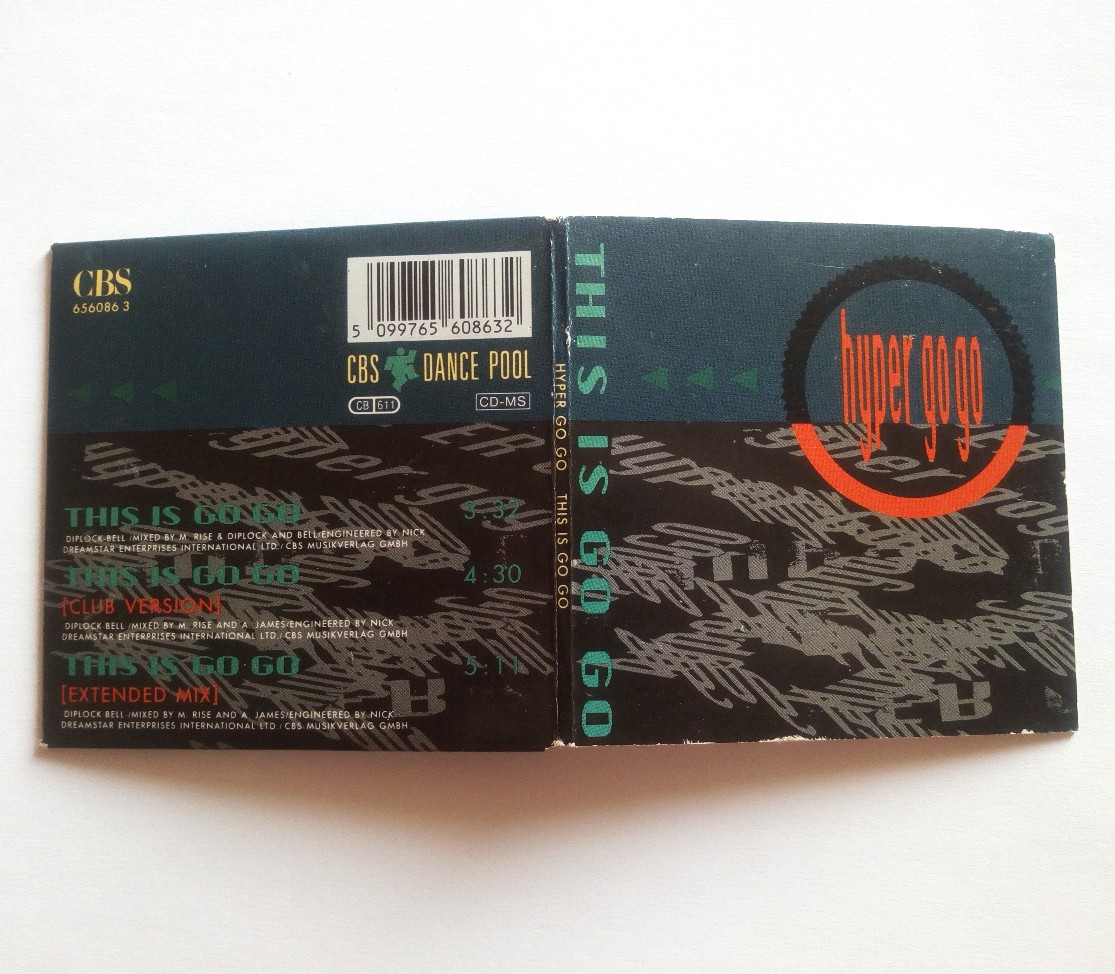 CBS
656086 3
5 099765 608632
CBS DANCE POOL
CB 611
CD-MS
THIS IS GO GO 3:32
DIPLOCK-BELL/MIXED BY M. RISE & DIPLOCK AND BELL/ENGINEERED BY NICK
DREAMSTAR ENTERPRISES INTERNATIONAL LTD./CBS MUSIKVERLAG GMBH
THIS IS GO GO 4:30
[CLUB VERSION]
DIPLOCK BELL/MIXED BY M. RISE AND A. JAMES/ENGINEERED BY NICK
DREAMSTAR ENTERPRISES INTERNATIONAL LTD./CBS MUSIKVERLAG GMBH
THIS IS GO GO 5:11
[EXTENDED MIX]
DIPLOCK BELL/MIXED BY M. RISE AND A. JAMES/ENGINEERED BY NICK
DREAMSTAR ENTERPRISES INTERNATIONAL LTD./CBS MUSIKVERLAG GMBH
HYPER GO GO THIS IS GO GO
THIS IS GO GO
hyper go go